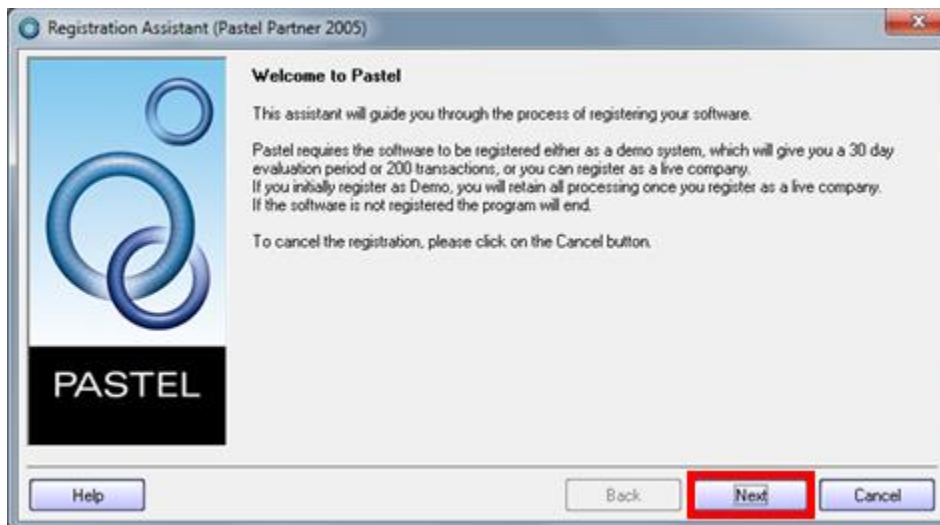 Registration Assistant (Pastel Partner 2005)
Welcome to Pastel
This assistant will guide you through the process of registering your software.
Pastel requires the software to be registered either as a demo system, which will give you a 30 day
evaluation period or 200 transactions, or you can register as a live company.
If you initially register as Demo, you will retain all processing once you register as a live company.
If the software is not registered the program will end.
To cancel the registration, please click on the Cancel button.
PASTEL
Help
Back
Next
Cancel